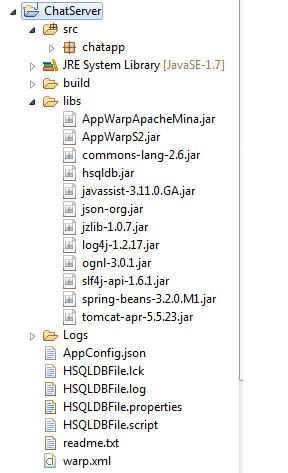 ChatServer
src
chatapp
JRE System Library [JavaSE-1.7]
build
libs
AppWarpApacheMina.jar
AppWarpS2.jar
commons-lang-2.6.jar
hsqldb.jar
javassist-3.11.0.GA.jar
json-org.jar
jzlib-1.0.7.jar
log4j-1.2.17.jar
ognl-3.0.1.jar
slf4j-api-1.6.1.jar
spring-beans-3.2.0.M1.jar
tomcat-apr-5.5.23.jar
Logs
AppConfig.json
HSQLDBFile.lck
HSQLDBFile.log
HSQLDBFile.properties
HSQLDBFile.script
readme.txt
warp.xml